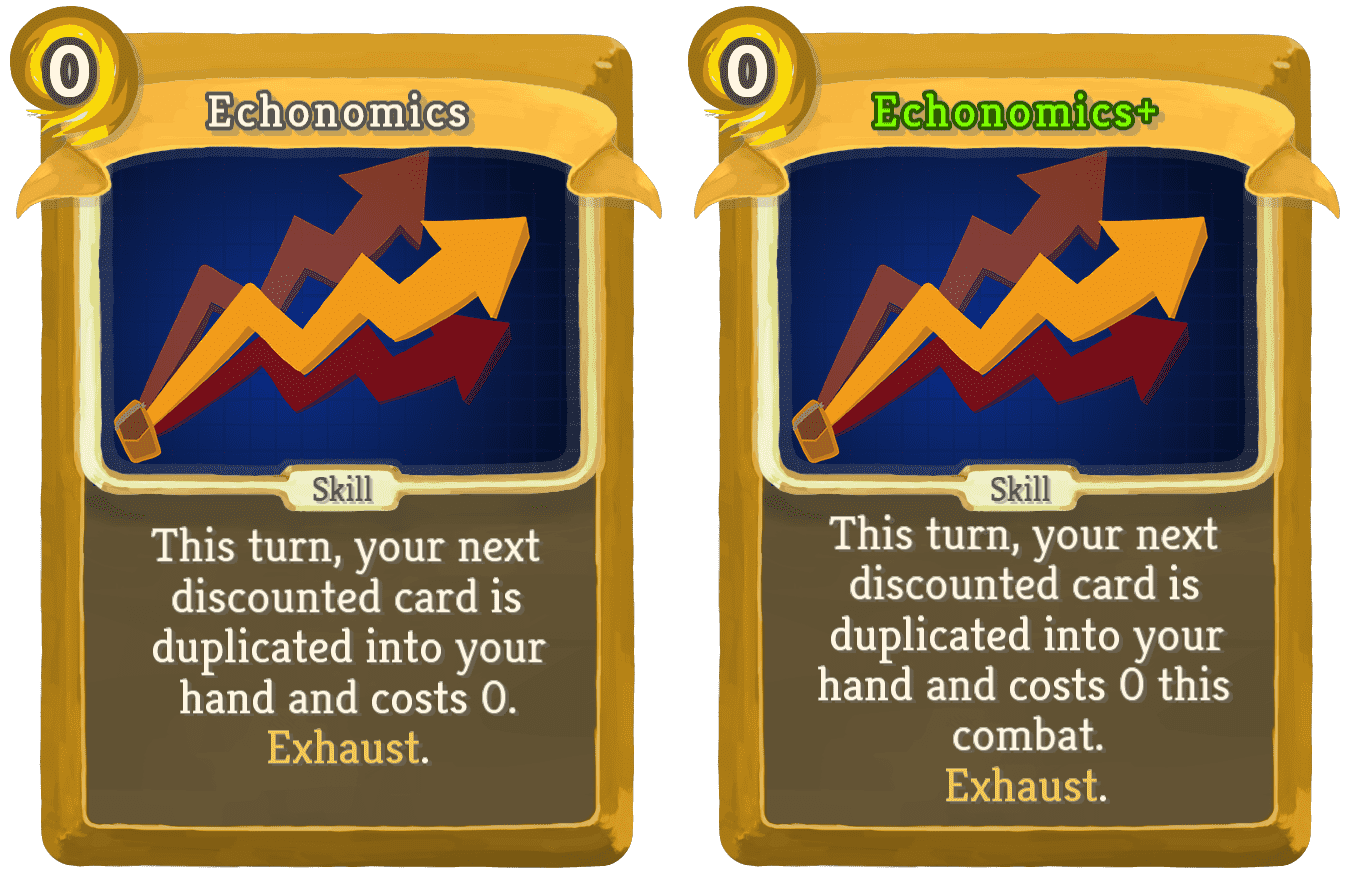 0
Echonomics
Skill
This turn, your next
discounted card is
duplicated into your
hand and costs 0.
Exhaust.
0
Echonomics+
Skill
This turn, your next
discounted card is
duplicated into your
hand and costs 0 this
combat.
Exhaust.